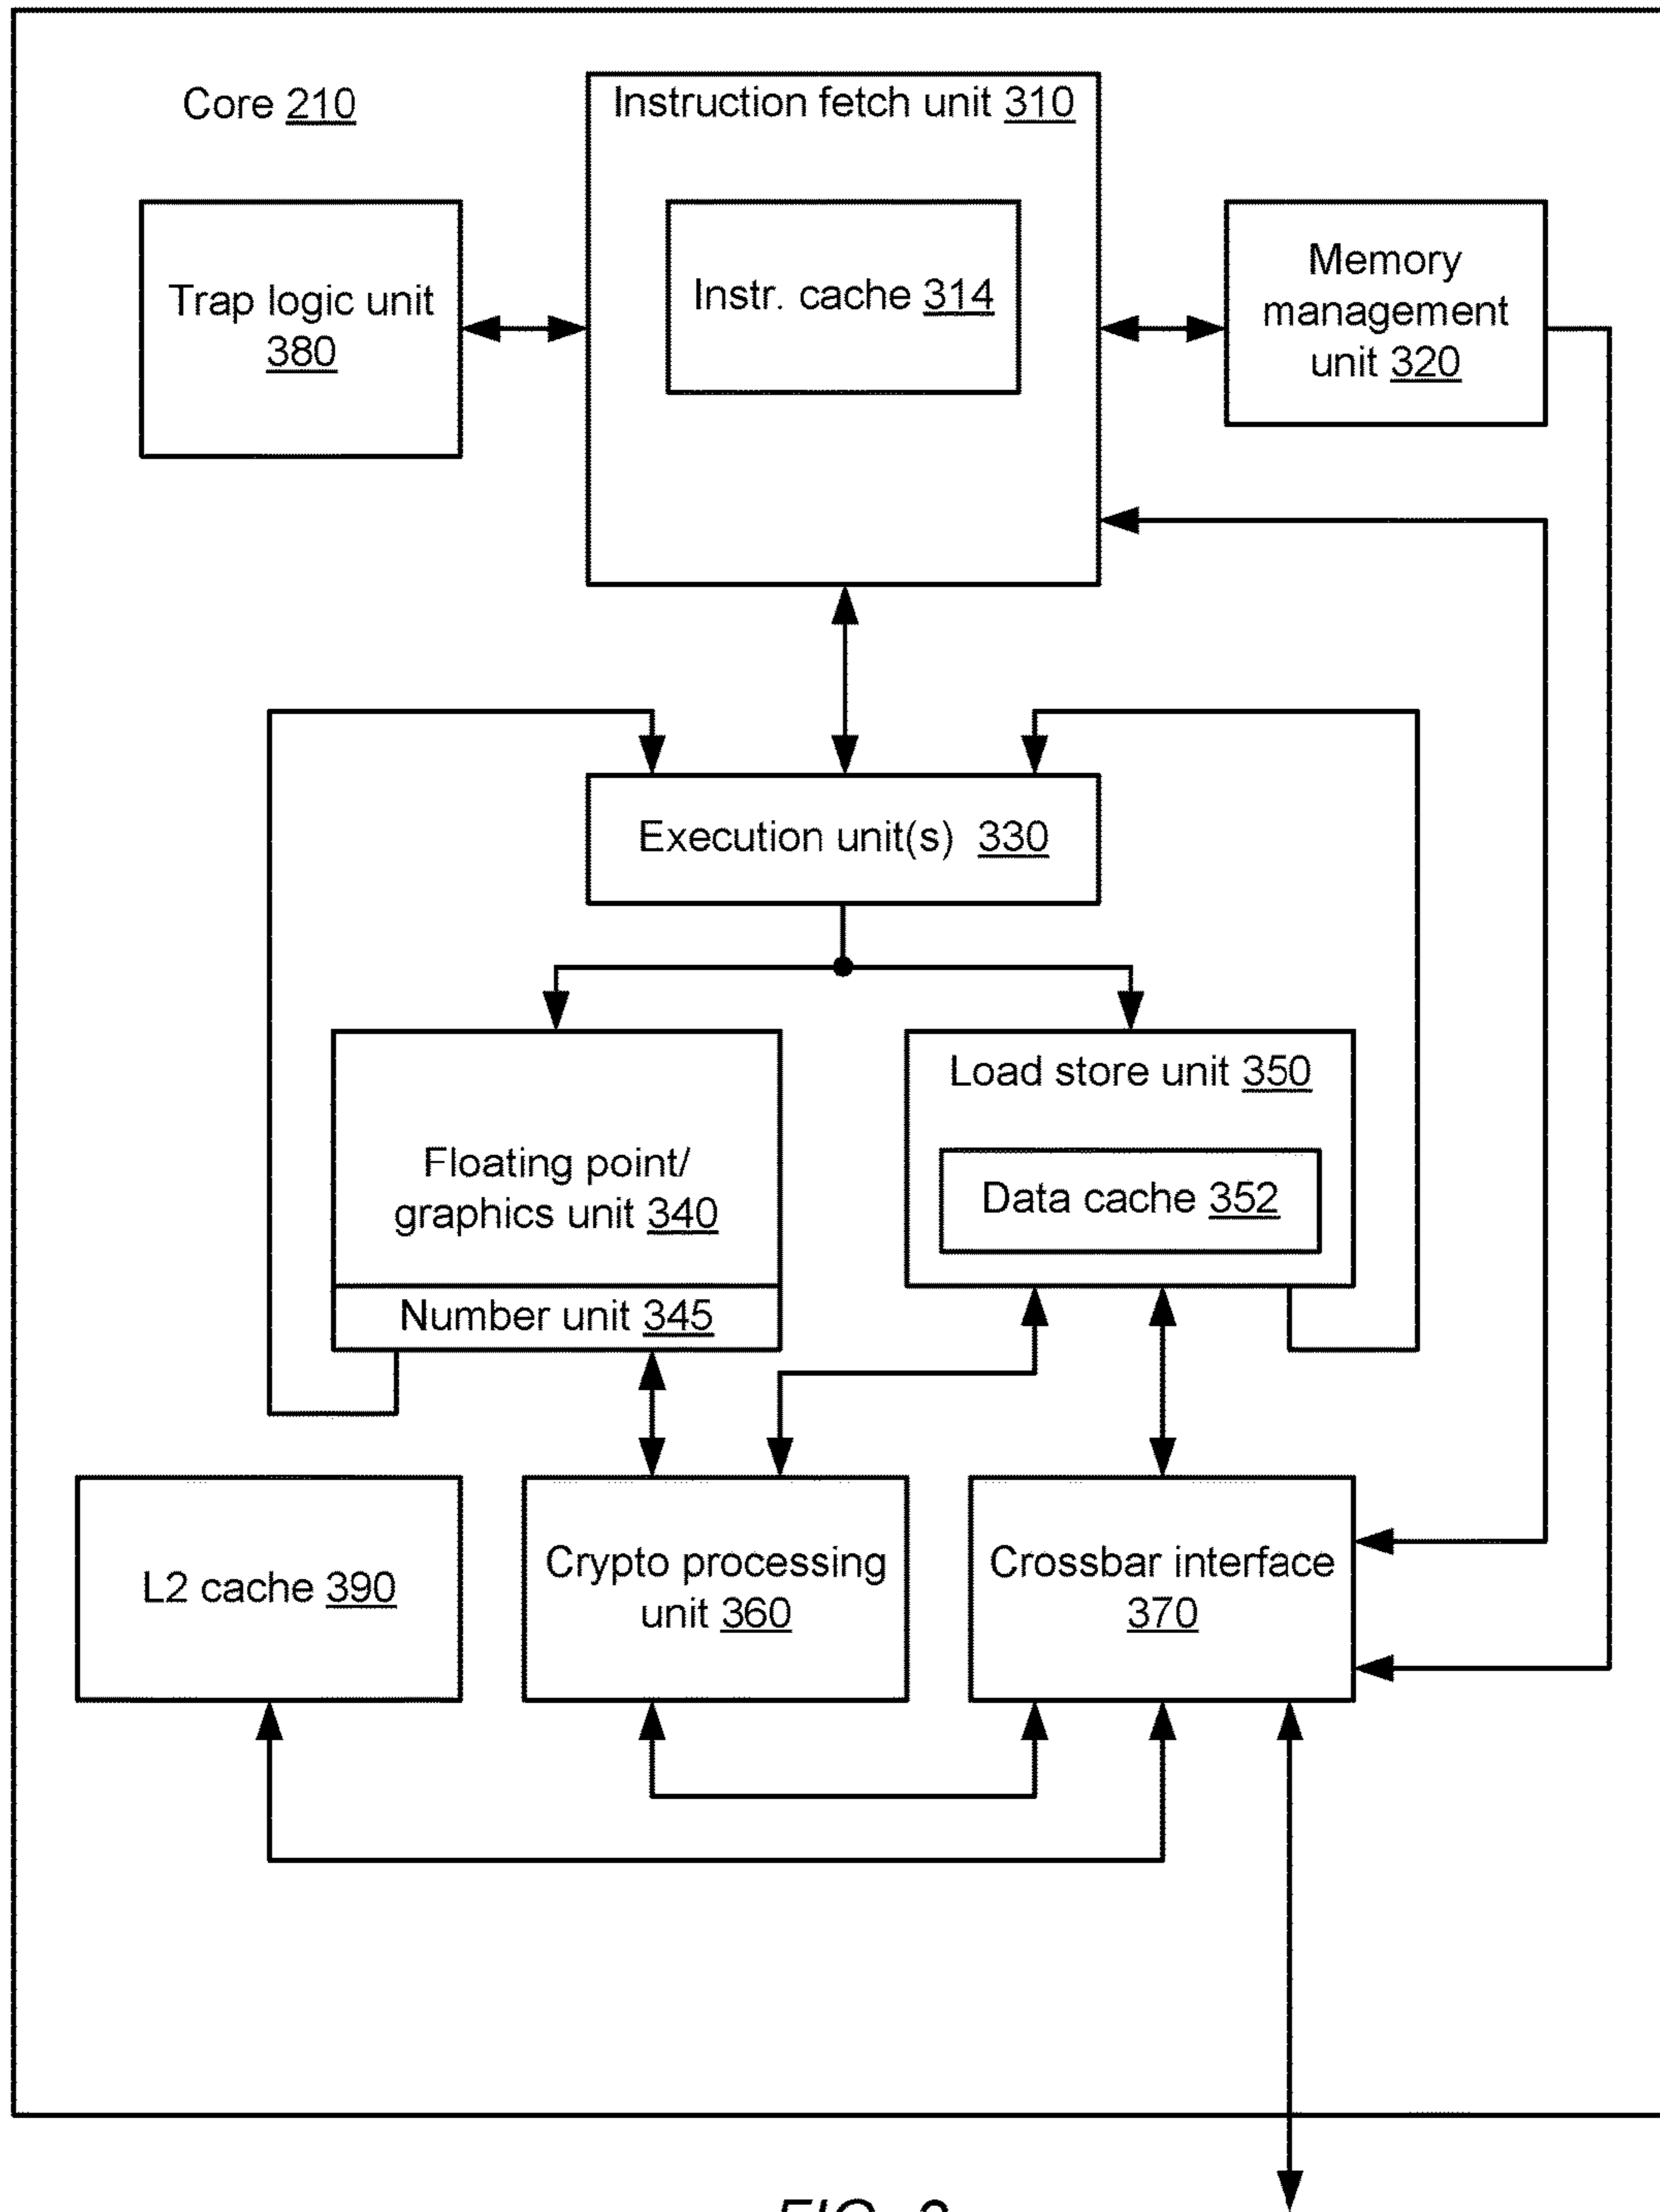 Core 210
Instruction fetch unit 310
Instr. cache 314
Trap logic unit
380
Memory
management
unit 320
Execution unit(s) 330
Floating point/
graphics unit 340
Number unit 345
Load store unit 350
Data cache 352
L2 cache 390
Crypto processing
unit 360
Crossbar interface
370